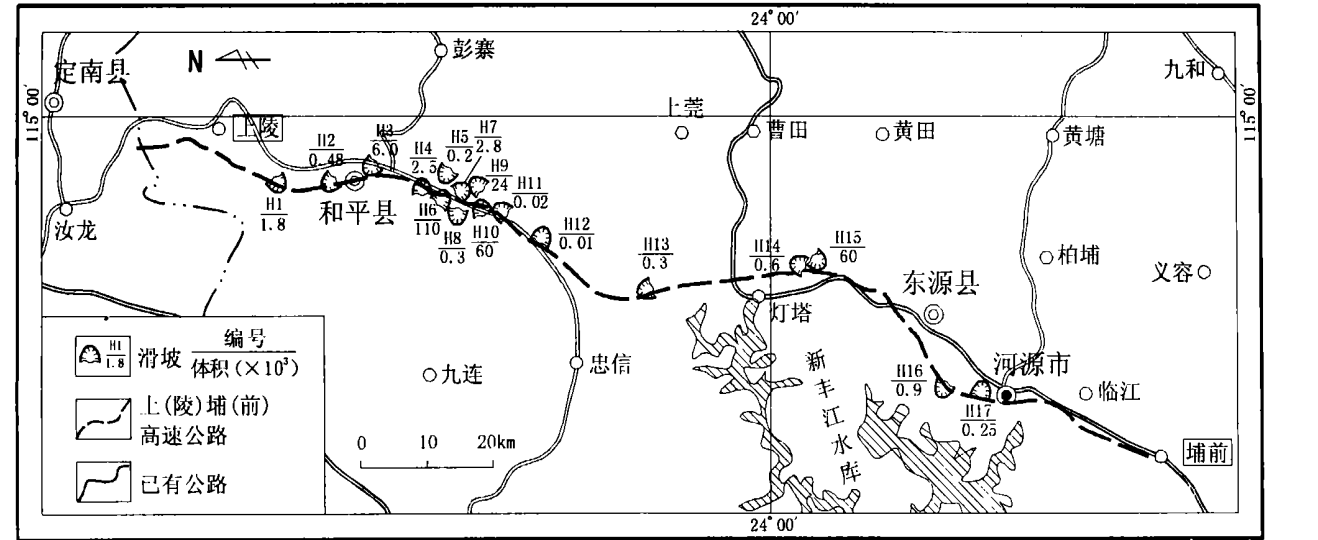 24°00′
彭寨
N
定南县
九和
115°00′
115°00′
上莞
上陵
曹田
黄田
黄塘
H1
1.8
H2
0.48
H3
6.0
H4
2.5
H5
0.2
H7
2.8
H9
24
H11
0.02
和平县
汝龙
H6
110
H8
0.3
H10
60
H12
0.01
H13
0.3
H14
0.6
H15
60
柏埔
义容
东源县
灯塔
H1
1.8
滑坡
编号
体积(×10³)
上(陵)埔(前)
高速公路
已有公路
九连
忠信
0 10 20km
新丰江水库
H16
0.9
H17
0.25
河源市
临江
埔前
24°00′